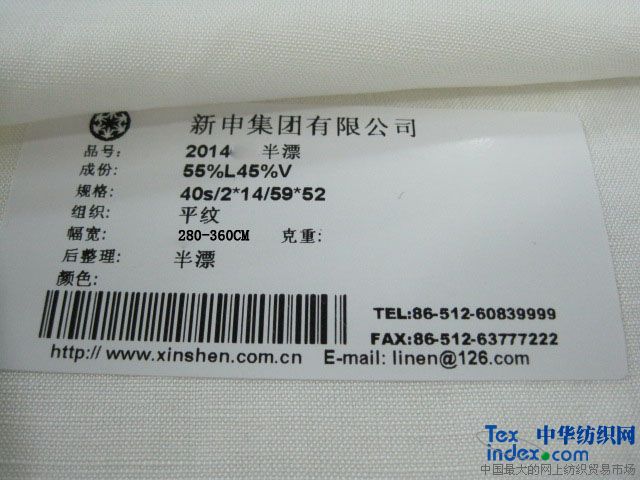 新申集团有限公司
品号: 2014 半漂
成份: 55%L45%V
规格: 40s/2*14/59*52
组织: 平纹
幅宽: 280-360CM 克重:
后整理: 半漂
颜色:
TEL:86-512-60839999
FAX:86-512-63777222
http:// www.xinshen.com.cn E-mail: linen@126.com
Tex 中华纺织网
index.com
中国最大的网上纺织贸易市场